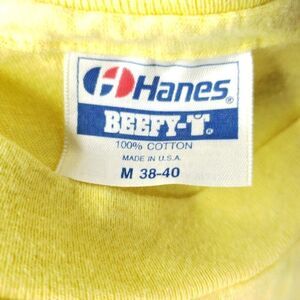 Hanes®
BEEFY-T®
100% COTTON
MADE IN U.S.A.
M 38-40